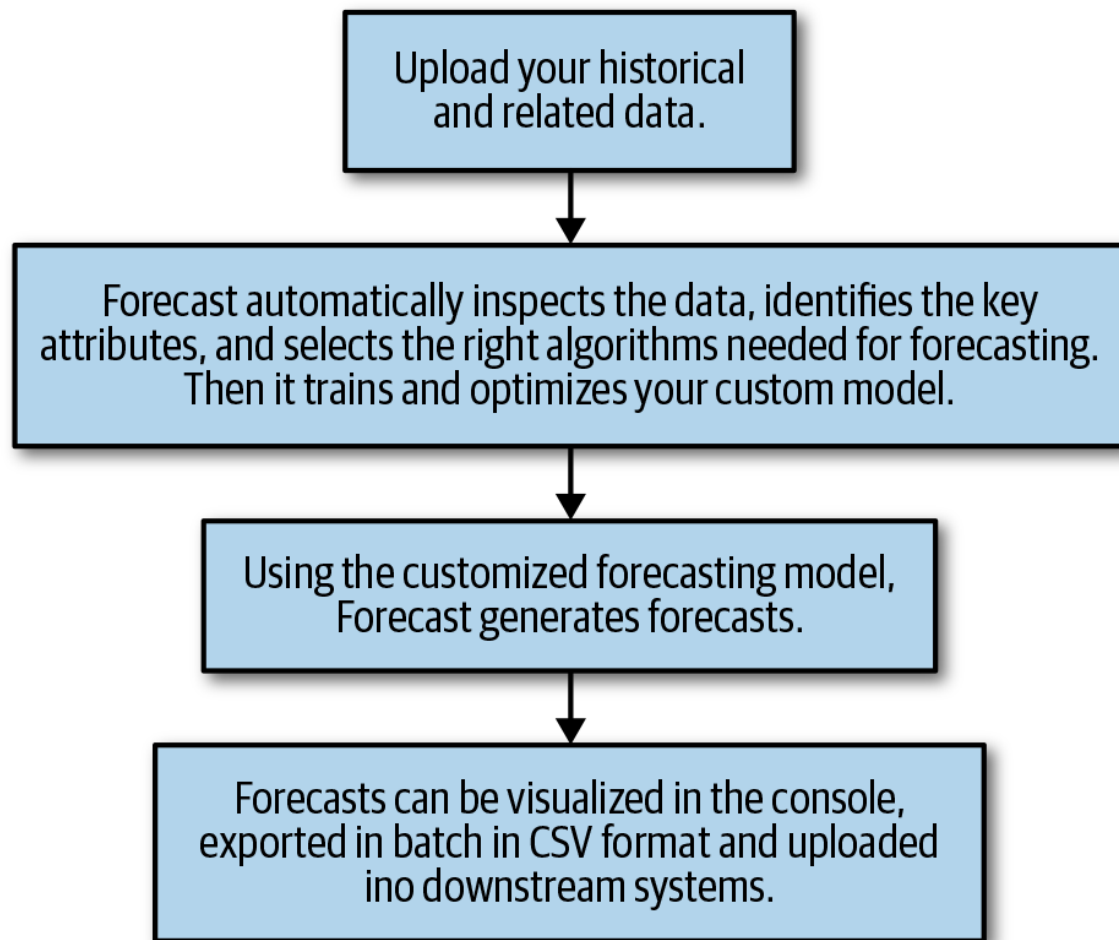 Upload your historical
and related data.
Forecast automatically inspects the data, identifies the key
attributes, and selects the right algorithms needed for forecasting.
Then it trains and optimizes your custom model.
Using the customized forecasting model,
Forecast generates forecasts.
Forecasts can be visualized in the console,
exported in batch in CSV format and uploaded
ino downstream systems.